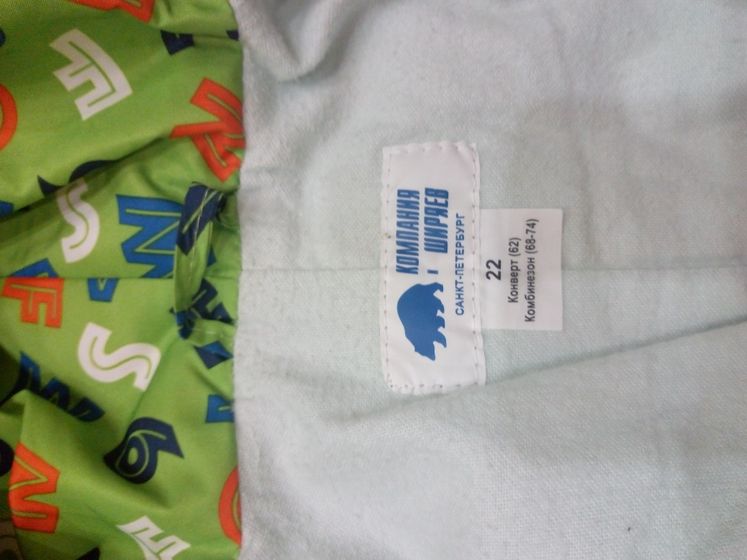 КОМПАНИЯ
ШИРЯЕВ
САНКТ-ПЕТЕРБУРГ
22
Конверт (62)
Комбинезон (68-74)